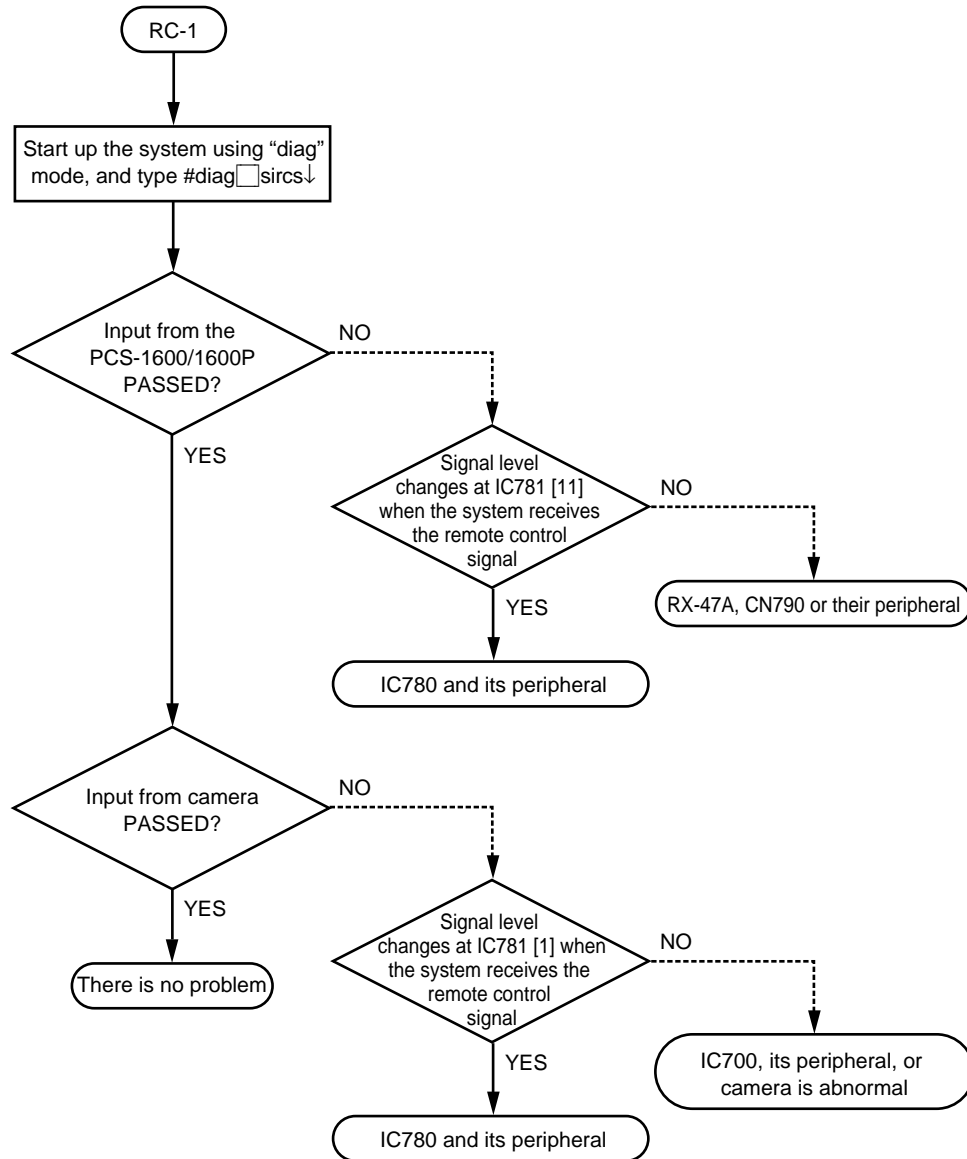 RC-1
Start up the system using “diag”
mode, and type #diag□sircs↓
Input from the
PCS-1600/1600P
PASSED?
NO
YES
Signal level
changes at IC781 [11]
when the system receives
the remote control
signal
NO
YES
RX-47A, CN790 or their peripheral
IC780 and its peripheral
Input from camera
PASSED?
NO
YES
There is no problem
Signal level
changes at IC781 [1] when
the system receives the
remote control
signal
NO
YES
IC700, its peripheral, or
camera is abnormal
IC780 and its peripheral